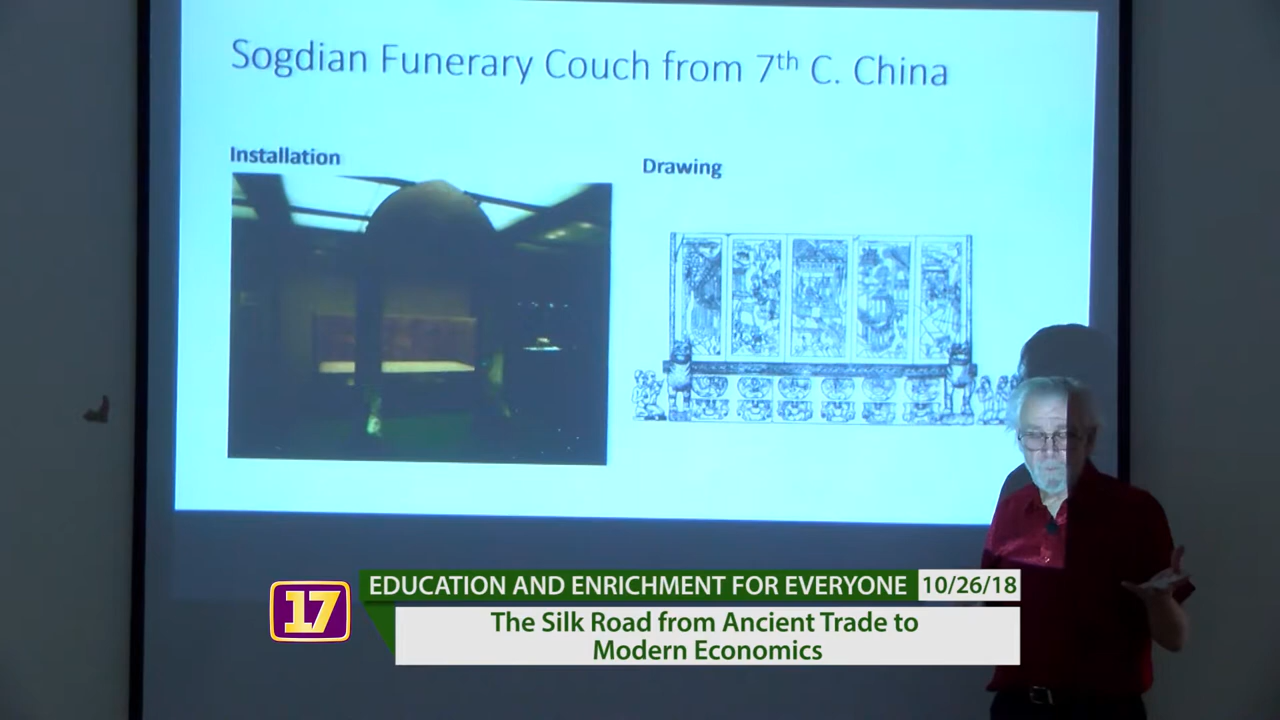 Sogdian Funerary Couch from 7th C. China
Installation
Drawing
17
EDUCATION AND ENRICHMENT FOR EVERYONE
10/26/18
The Silk Road from Ancient Trade to
Modern Economics